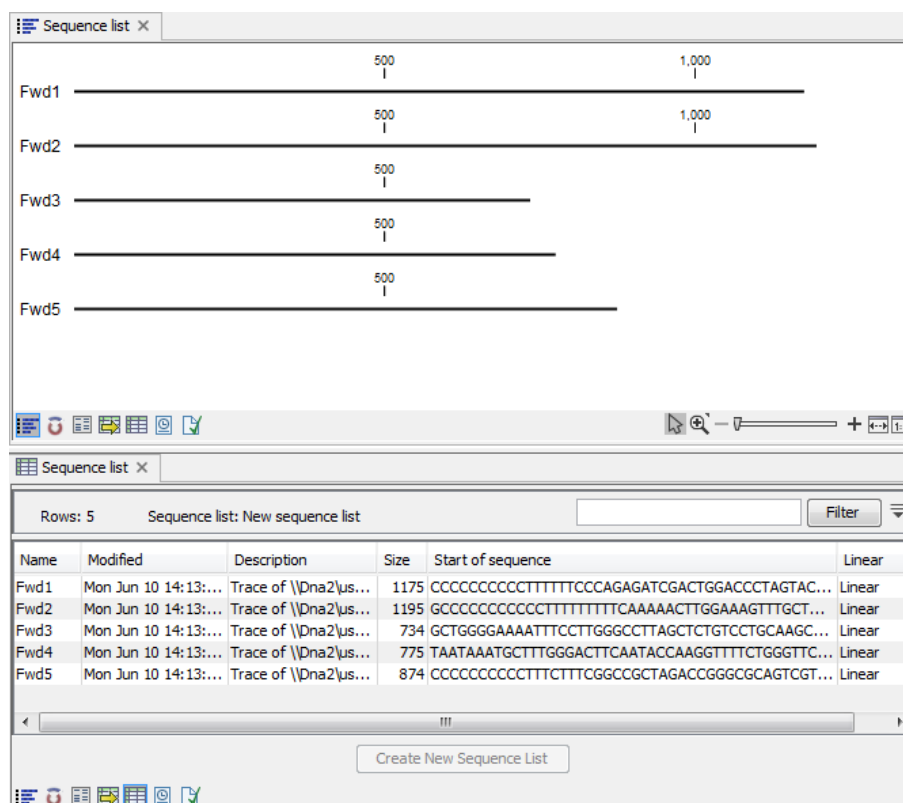 Sequence list
500 1,000
Fwd1
500 1,000
Fwd2
500
Fwd3
500
Fwd4
500
Fwd5
1:
Sequence list
Rows: 5 Sequence list: New sequence list Filter
Name Modified Description Size Start of sequence Linear
Fwd1 Mon Jun 10 14:13:... Trace of \\Dna2\us... 1175 CCCCCCCCCCTTTTTTCCCAGAGATCGACTGGACCCTAGTAC... Linear
Fwd2 Mon Jun 10 14:13:... Trace of \\Dna2\us... 1195 GCCCCCCCCCCCTTTTTTTTTCAAAAACTTGGAAAGTTTGCT... Linear
Fwd3 Mon Jun 10 14:13:... Trace of \\Dna2\us... 734 GCTGGGGAAAATTTCCTTGGGCCTTAGCTCTGTCCTGCAAGC... Linear
Fwd4 Mon Jun 10 14:13:... Trace of \\Dna2\us... 775 TAATAAATGCTTTGGGACTTCAATACCAAGGTTTTCTGGGTTC... Linear
Fwd5 Mon Jun 10 14:13:... Trace of \\Dna2\us... 874 CCCCCCCCCCTTTCTTTCGGCCGCTAGACCGGGCGCAGTCGT... Linear
Create New Sequence List